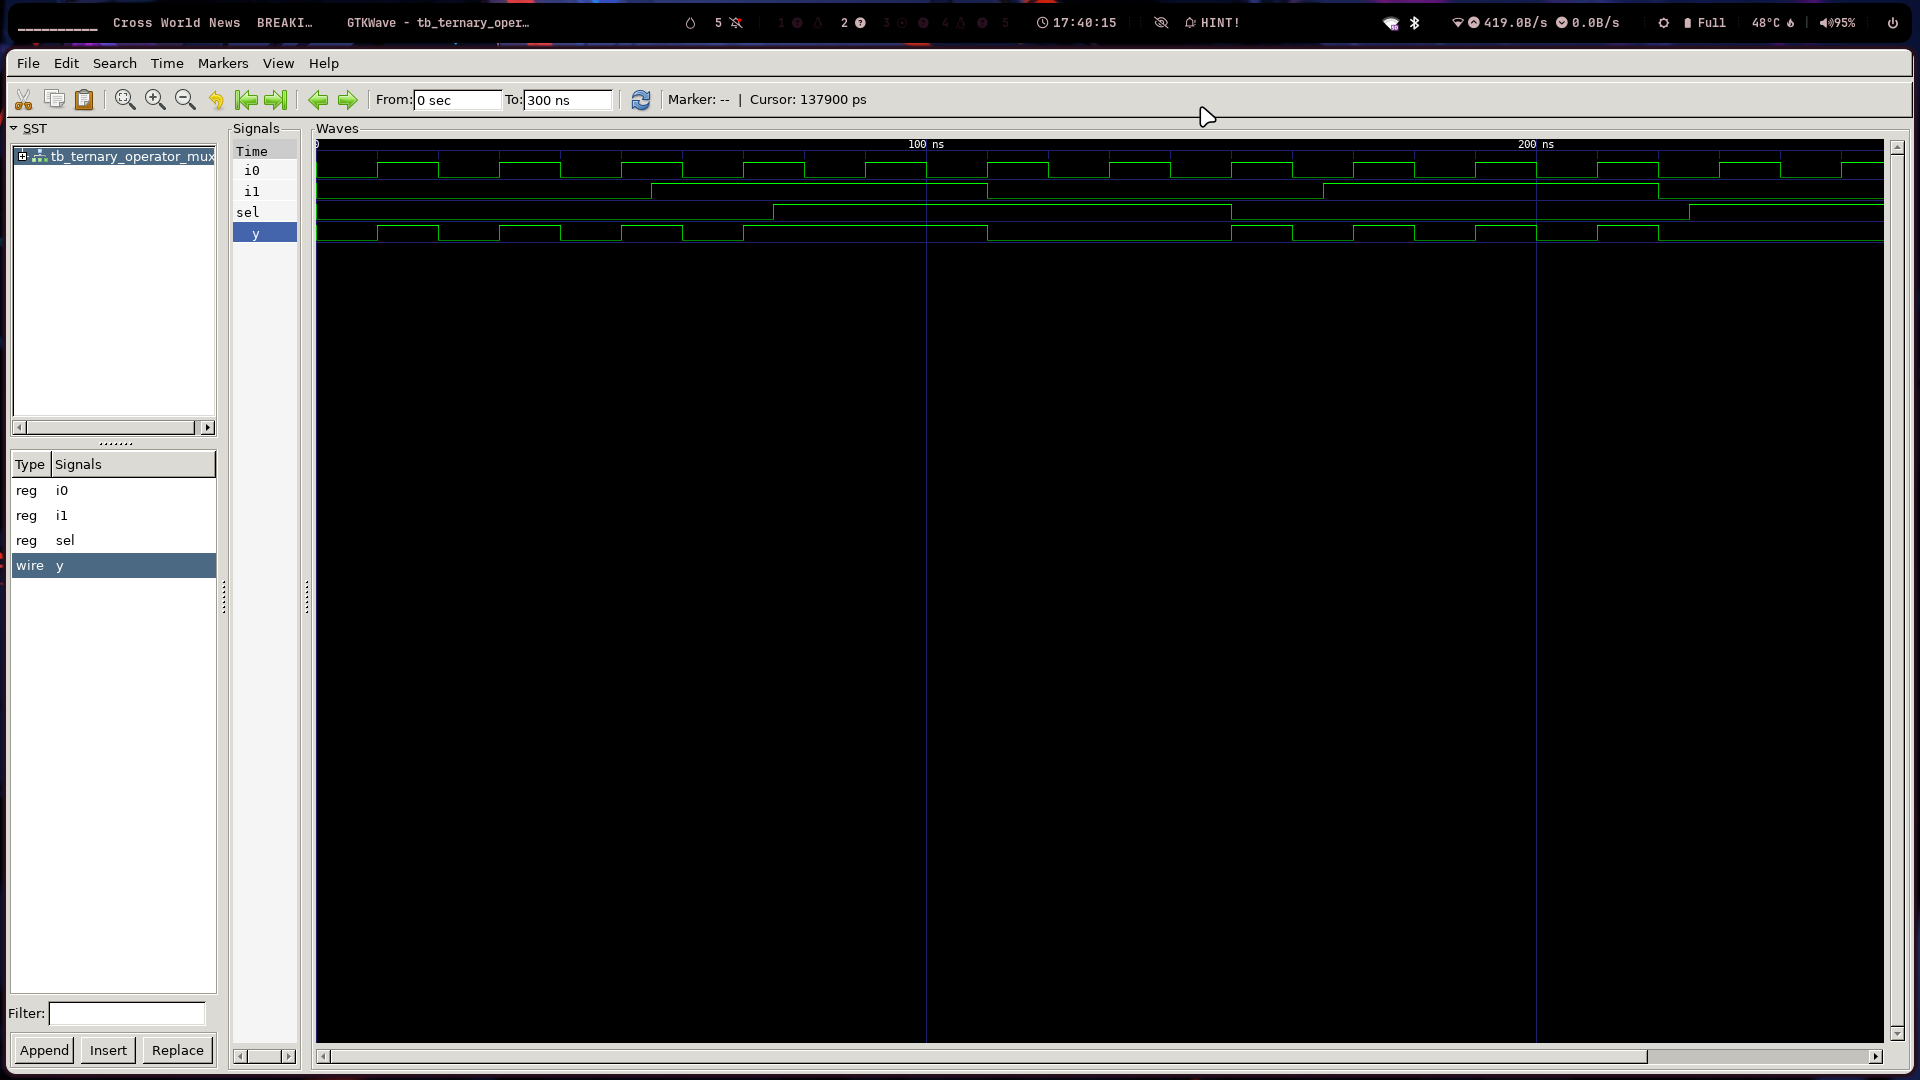 __________ Cross World News BREAKI… GTKWave - tb_ternary_oper… 5 1 2 3 4 5 17:40:15 HINT! 419.0B/s 0.0B/s Full 48°C 95%
File Edit Search Time Markers View Help
From: 0 sec To: 300 ns Marker: -- | Cursor: 137900 ps
SST
tb_ternary_operator_mux
Type Signals
reg i0
reg i1
reg sel
wire y
Filter:
Append Insert Replace
Signals
Time
i0
i1
sel
y
Waves
0 100 ns 200 ns